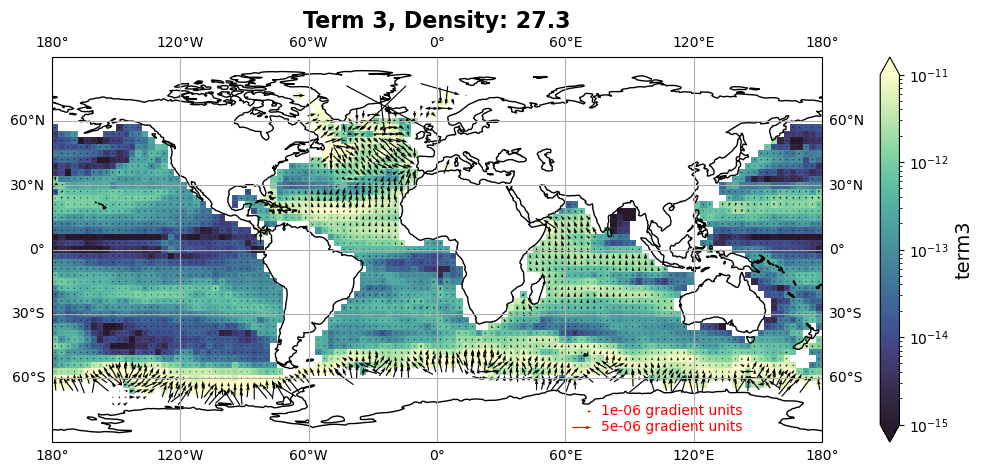 Term 3, Density: 27.3
180° 120°W 60°W 0° 60°E 120°E 180°
60°N 60°N
30°N 30°N
0° 0°
30°S 30°S
60°S 60°S
1e-06 gradient units
5e-06 gradient units
180° 120°W 60°W 0° 60°E 120°E 180°
10⁻¹¹
10⁻¹²
10⁻¹³
10⁻¹⁴
10⁻¹⁵
term3